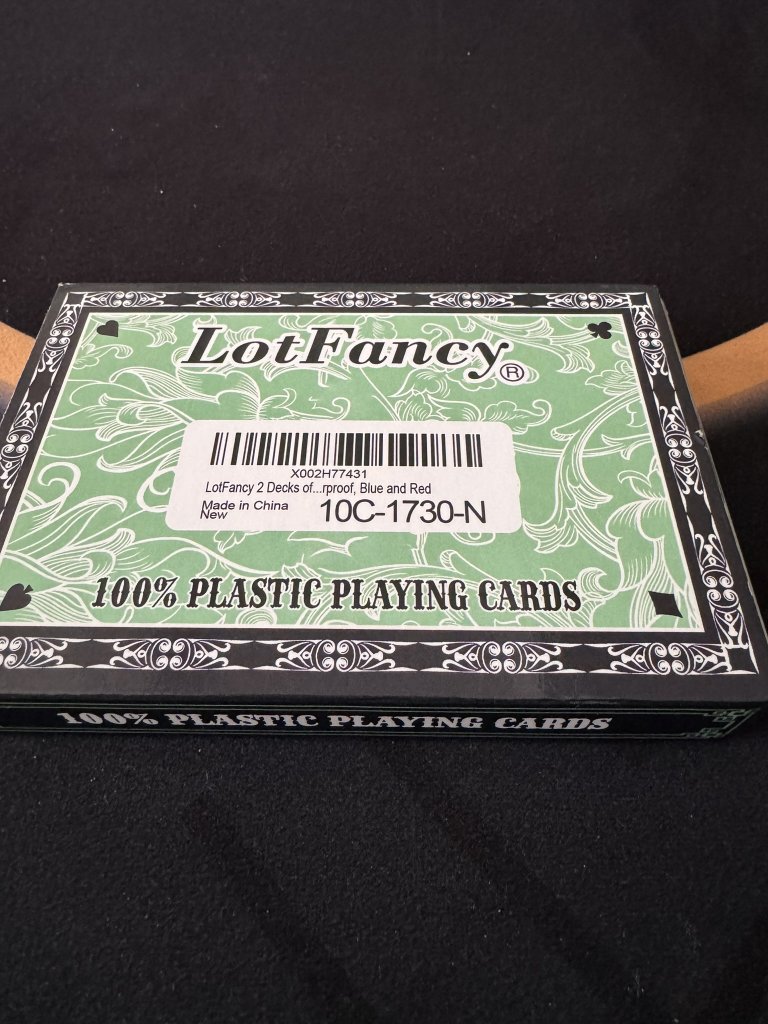 LotFancy®
X002H77431
LotFancy 2 Decks of...rproof, Blue and Red
Made in China
New
10C-1730-N
100% PLASTIC PLAYING CARDS
100% PLASTIC PLAYING CARDS